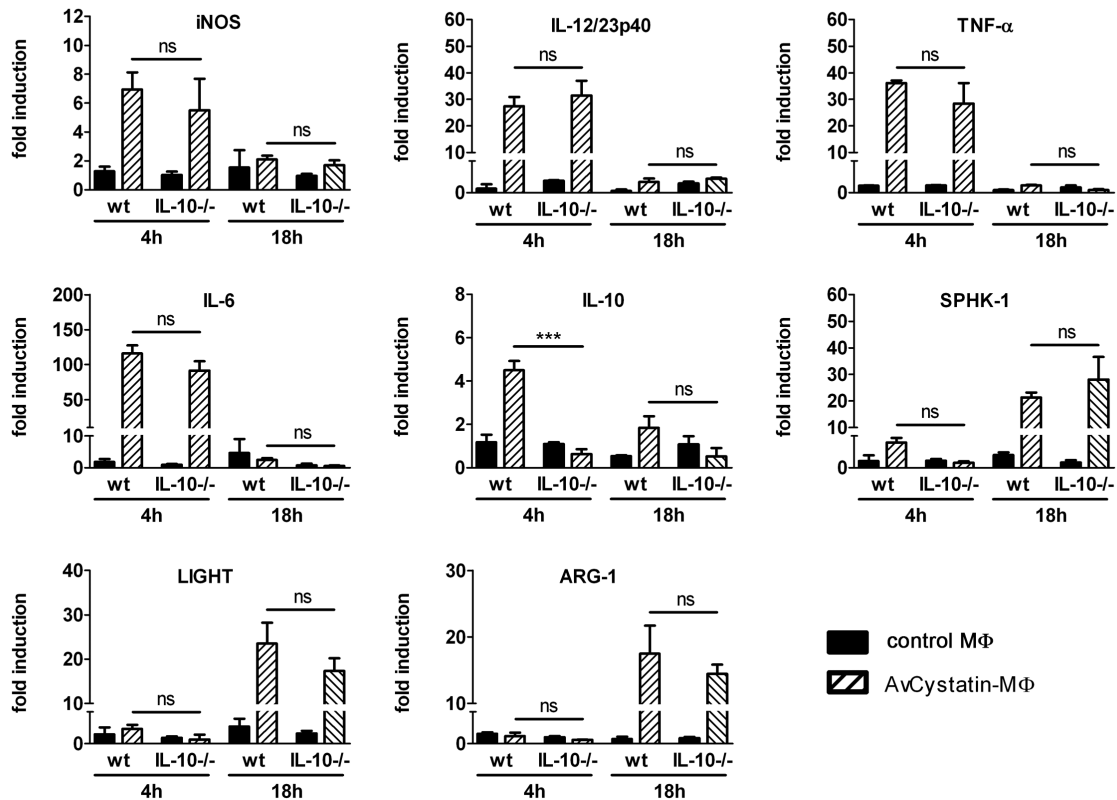 iNOS
fold induction
12
10
8
6
4
2
0
ns
ns
wt IL-10-/- wt IL-10-/-
4h 18h
IL-12/23p40
fold induction
60
50
40
30
20
10
10
0
ns
ns
wt IL-10-/- wt IL-10-/-
4h 18h
TNF-α
fold induction
60
50
40
30
20
10
10
0
ns
ns
wt IL-10-/- wt IL-10-/-
4h 18h
IL-6
fold induction
200
150
100
50
10
0
ns
ns
wt IL-10-/- wt IL-10-/-
4h 18h
IL-10
fold induction
8
6
4
2
0
***
ns
wt IL-10-/- wt IL-10-/-
4h 18h
SPHK-1
fold induction
60
50
40
30
20
10
10
0
ns
ns
wt IL-10-/- wt IL-10-/-
4h 18h
LIGHT
fold induction
40
30
20
10
10
0
ns
ns
wt IL-10-/- wt IL-10-/-
4h 18h
ARG-1
fold induction
30
20
10
10
0
ns
ns
wt IL-10-/- wt IL-10-/-
4h 18h
control MΦ
AvCystatin-MΦ